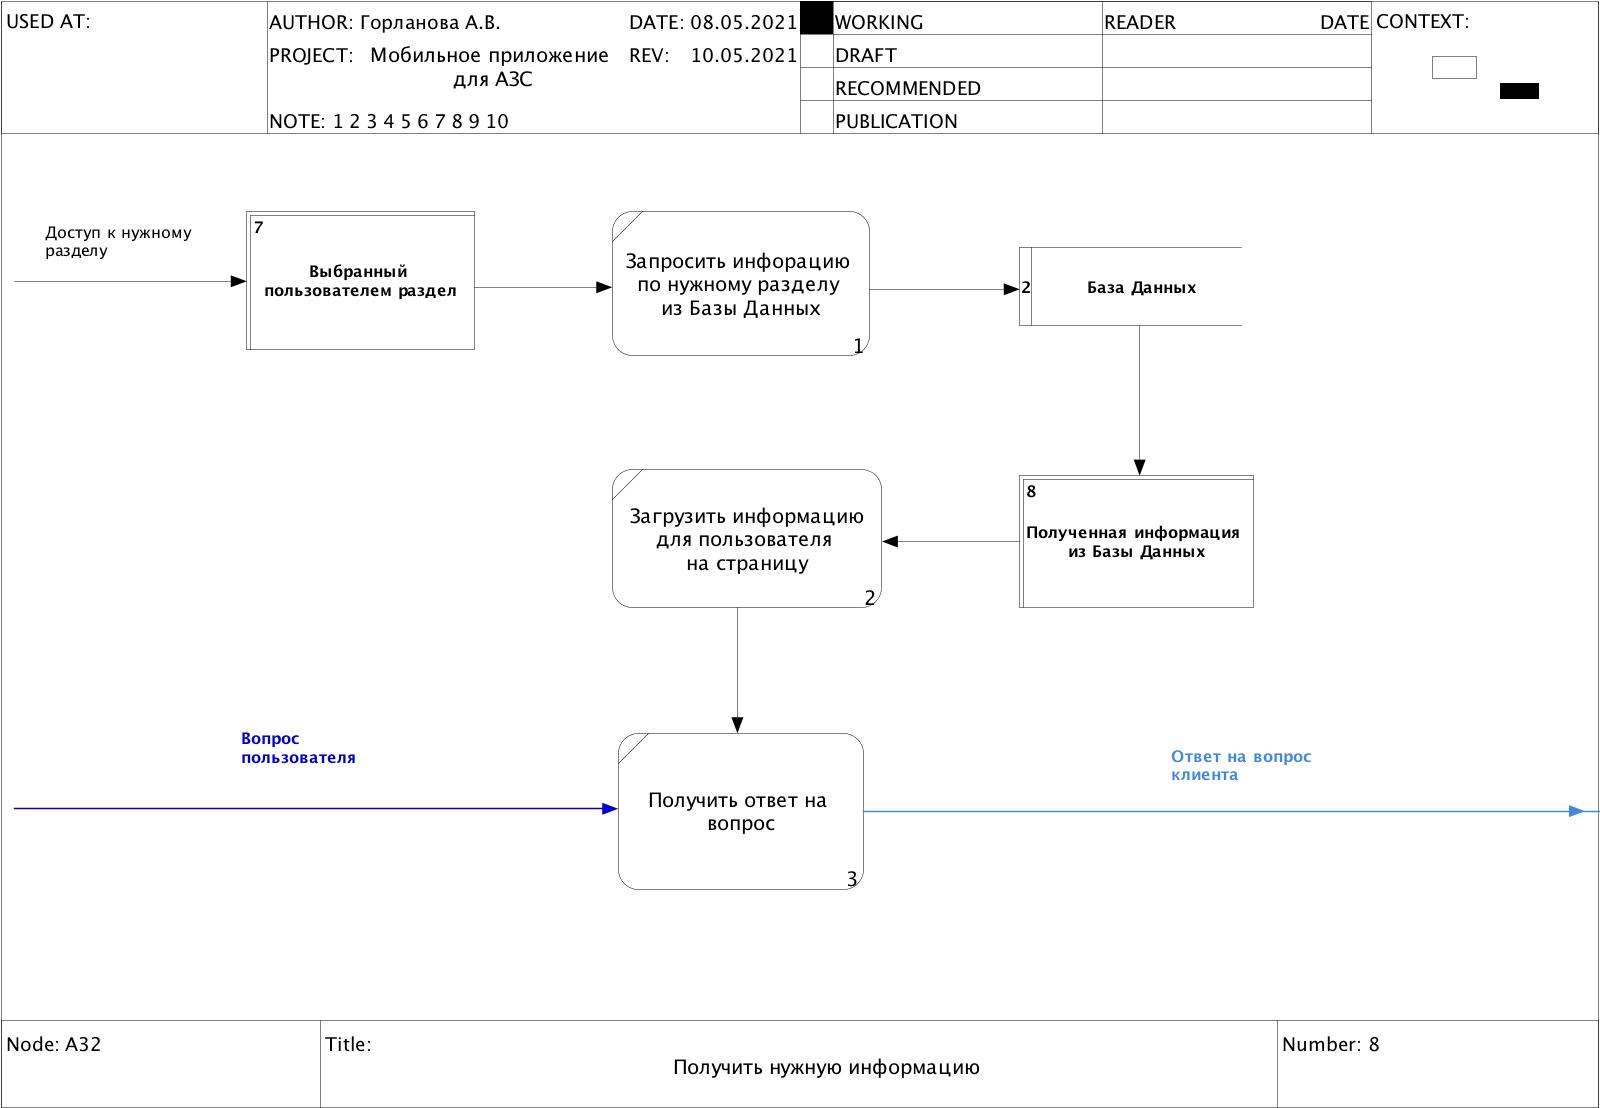 USED AT:
AUTHOR: Горланова А.В.
DATE: 08.05.2021
PROJECT: Мобильное приложение
для АЗС
REV: 10.05.2021
NOTE: 1 2 3 4 5 6 7 8 9 10
WORKING
DRAFT
RECOMMENDED
PUBLICATION
READER DATE
CONTEXT:
Доступ к нужному
разделу
7
Выбранный
пользователем раздел
Запросить инфорацию
по нужному разделу
из Базы Данных
1
2 База Данных
8
Полученная информация
из Базы Данных
Загрузить информацию
для пользователя
на страницу
2
Вопрос
пользователя
Получить ответ на
вопрос
3
Ответ на вопрос
клиента
Node: A32
Title:
Получить нужную информацию
Number: 8